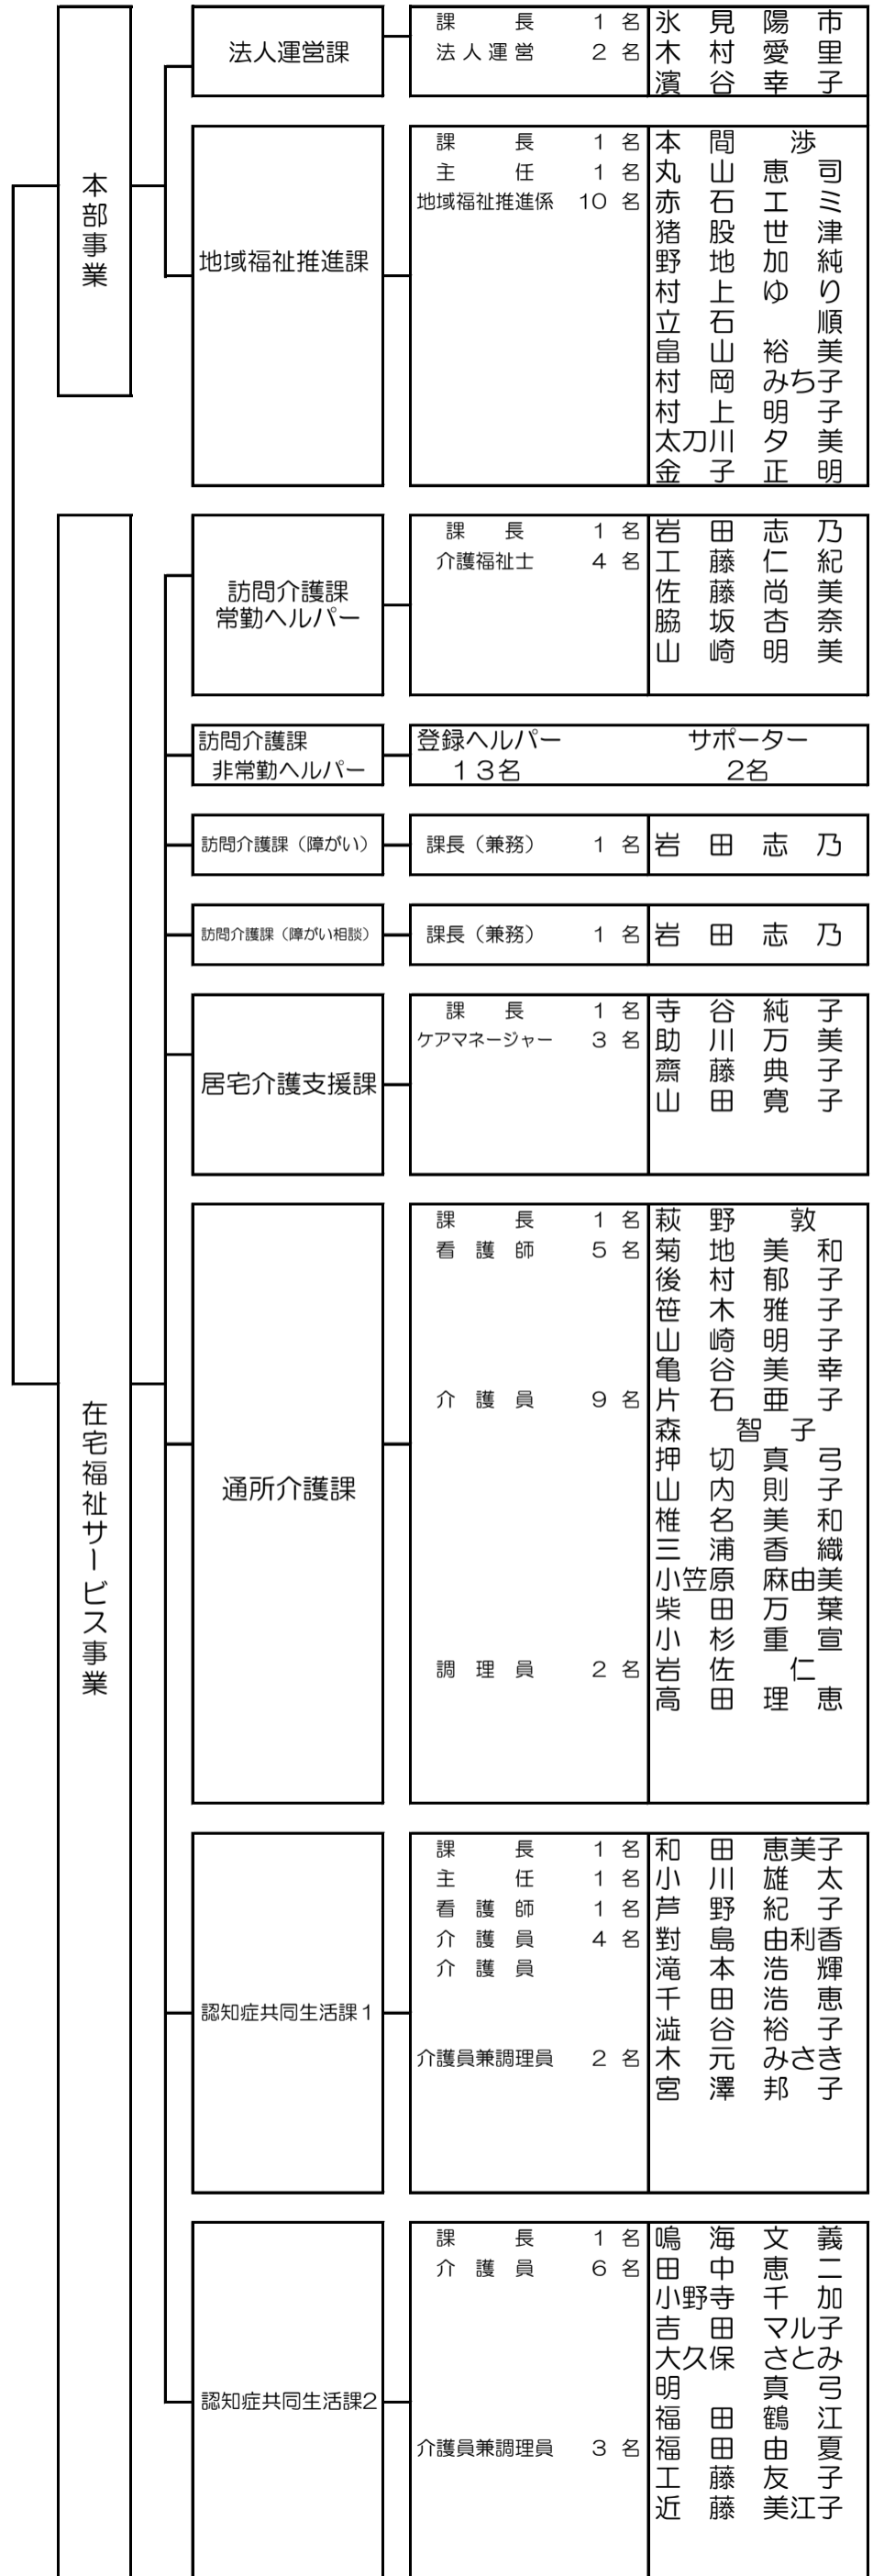 本部事業
法人運営課
課長 1 名 氷見陽市
法人運営 2 名 木村愛里
濱谷幸子
地域福祉推進課
課長 1 名 本間渉
主任 1 名 丸山恵司
地域福祉推進係 10 名 赤石エミ
猪股世津
野地加純
村上ゆり
立石順
畠山裕美
村岡みち子
村上明子
太刀川夕美
金子正明
在宅福祉サービス事業
訪問介護課
常勤ヘルパー
課長 1 名 岩田志乃
介護福祉士 4 名 工藤仁紀
佐藤尚美
脇坂杏奈
山崎明美
訪問介護課
非常勤ヘルパー
登録ヘルパー サポーター
13名 2名
訪問介護課（障がい） 課長（兼務） 1 名 岩田志乃
訪問介護課（障がい相談） 課長（兼務） 1 名 岩田志乃
居宅介護支援課
課長 1 名 寺谷純子
ケアマネージャー 3 名 助川万美
齋藤典子
山田寛子
通所介護課
課長 1 名 萩野敦
看護師 5 名 菊地美和
後村郁子
笹木雅子
山崎明子
亀谷美幸
介護員 9 名 片石亜子
森智子
押切真弓
山内則子
椎名美和
三浦香織
小笠原麻由美
柴田万葉
小杉重宣
調理員 2 名 岩佐仁
高田理恵
認知症共同生活課1
課長 1 名 和田恵美子
主任 1 名 小川雄太
看護師 1 名 芦野紀子
介護員 4 名 對島由利香
介護員 滝本浩輝
千田浩恵
澁谷裕子
介護員兼調理員 2 名 木元みさき
宮澤邦子
認知症共同生活課2
課長 1 名 鳴海文義
介護員 6 名 田中恵二
小野寺千加
吉田マル子
大久保さとみ
明真弓
福田鶴江
介護員兼調理員 3 名 福田由夏
工藤友子
近藤美江子